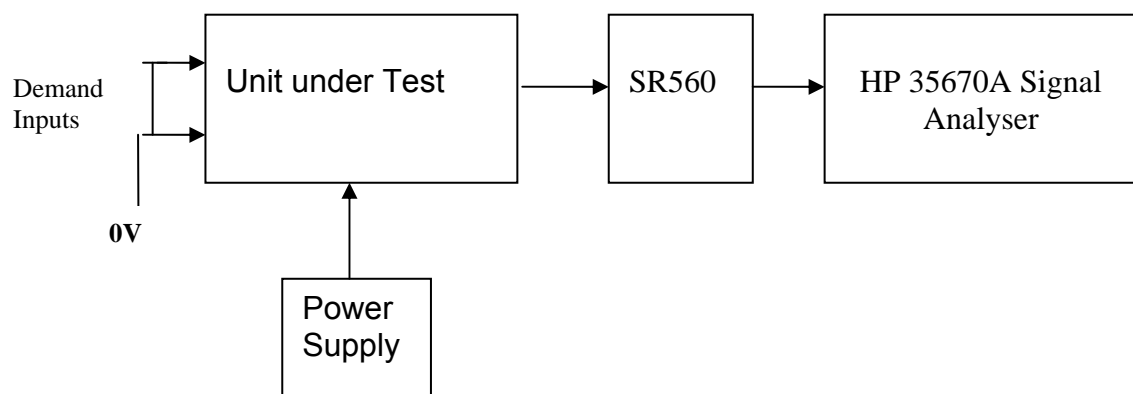 Demand
Inputs
0V
Unit under Test
SR560
HP 35670A Signal
Analyser
Power
Supply